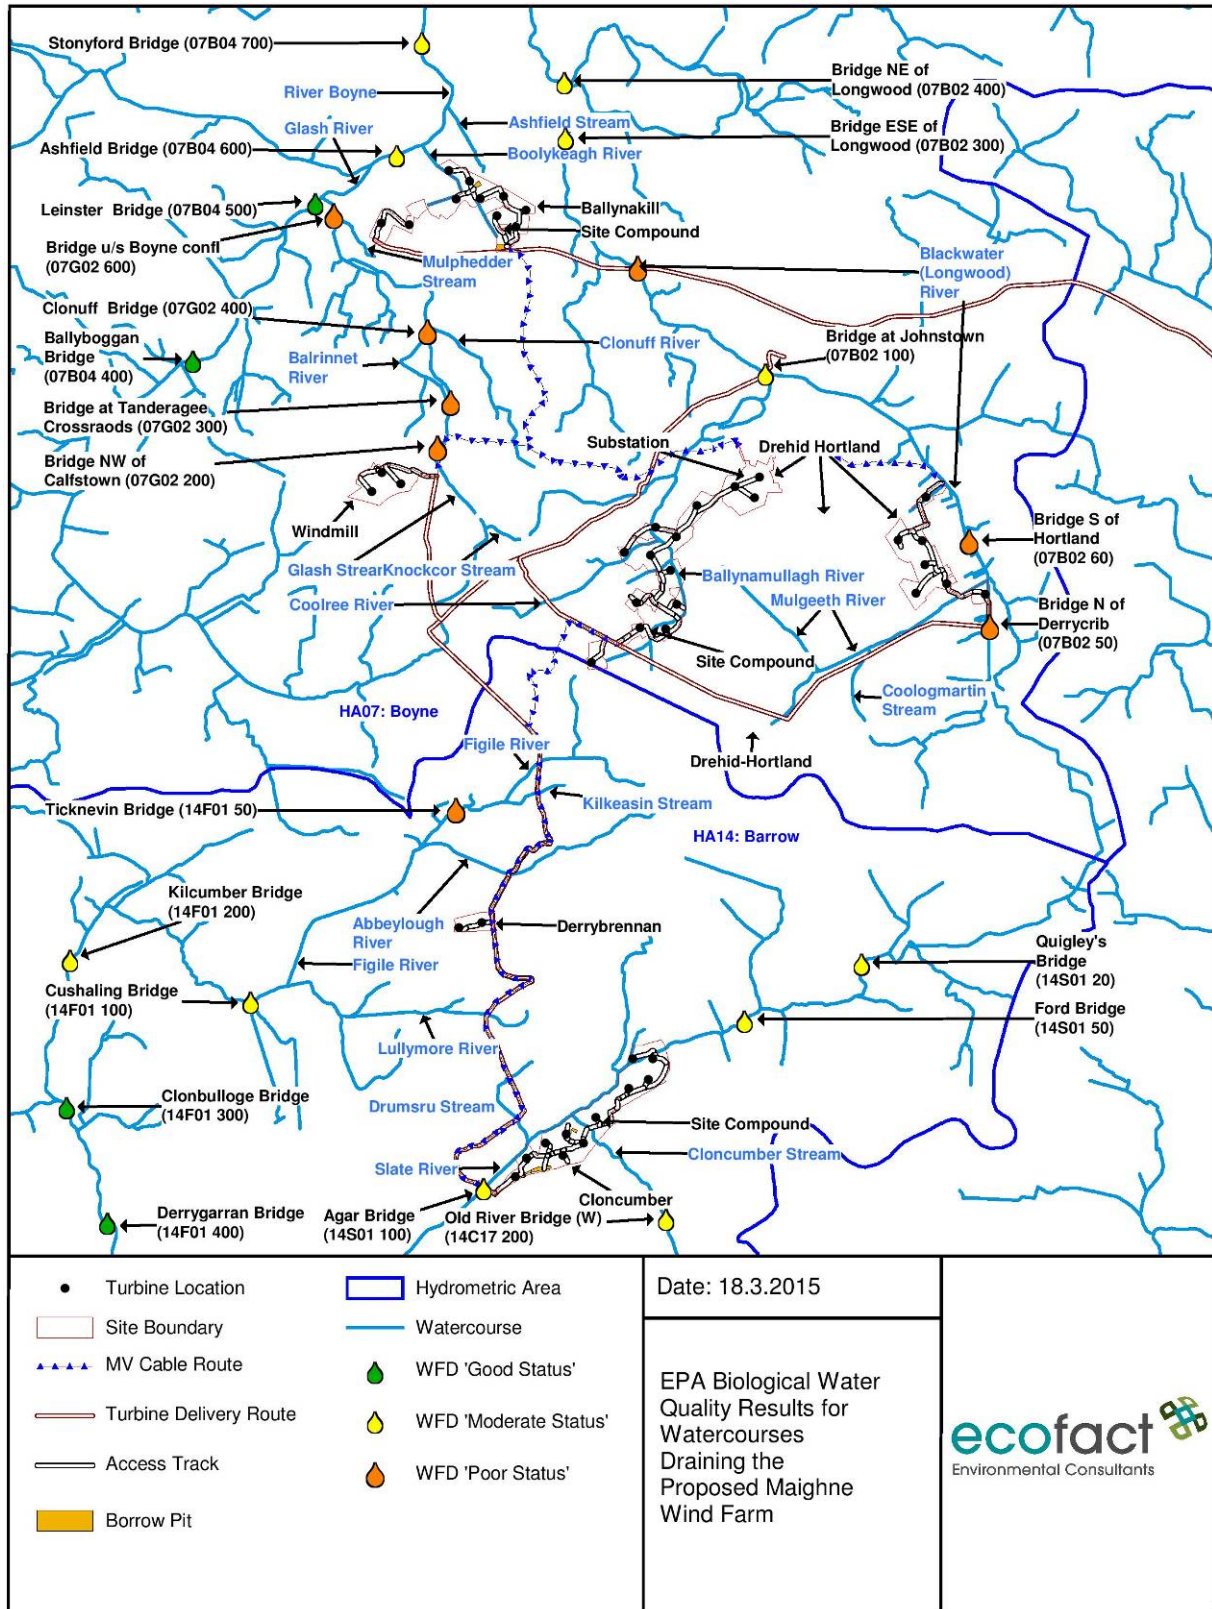 Stonyford Bridge (07B04 700)
Bridge NE of
Longwood (07B02 400)
River Boyne
Ashfield Stream
Glash River
Bridge ESE of
Longwood (07B02 300)
Ashfield Bridge (07B04 600)
Boolykeagh River
Leinster Bridge (07B04 500)
Ballynakill
Site Compound
Bridge u/s Boyne confl
(07G02 600)
Mulphedder
Stream
Blackwater
(Longwood)
River
Clonuff Bridge (07G02 400)
Ballyboggan
Bridge
(07B04 400)
Balrinnet
River
Clonuff River
Bridge at Johnstown
(07B02 100)
Bridge at Tanderagee
Crossraods (07G02 300)
Substation
Drehid Hortland
Bridge NW of
Calfstown (07G02 200)
Windmill
Bridge S of
Hortland
(07B02 60)
Glash Strear
Knockcor Stream
Ballynamullagh River
Coolree River
Mulgeeth River
Bridge N of
Derrycrib
(07B02 50)
Site Compound
Coologmartin
Stream
HA07: Boyne
Figile River
Drehid-Hortland
Ticknevin Bridge (14F01 50)
Kilkeasin Stream
HA14: Barrow
Kilcumber Bridge
(14F01 200)
Abbeylough
River
Derrybrennan
Figile River
Quigley's
Bridge
(14S01 20)
Cushaling Bridge
(14F01 100)
Ford Bridge
(14S01 50)
Lullymore River
Clonbulloge Bridge
(14F01 300)
Drumsru Stream
Site Compound
Cloncumber Stream
Slate River
Cloncumber
Derrygarran Bridge
(14F01 400)
Agar Bridge
(14S01 100)
Old River Bridge (W)
(14C17 200)
Turbine Location
Site Boundary
MV Cable Route
Turbine Delivery Route
Access Track
Borrow Pit
Hydrometric Area
Watercourse
WFD 'Good Status'
WFD 'Moderate Status'
WFD 'Poor Status'
Date: 18.3.2015
EPA Biological Water
Quality Results for
Watercourses
Draining the
Proposed Maighne
Wind Farm
ecofact
Environmental Consultants